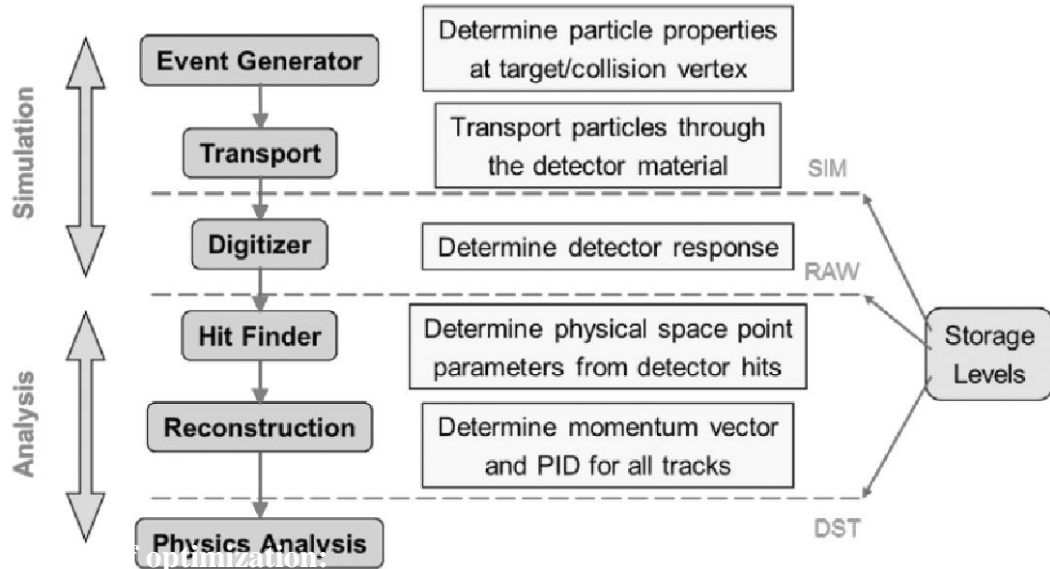 Event Generator
Determine particle properties
at target/collision vertex
Simulation
Transport
Transport particles through
the detector material
SIM
Digitizer
Determine detector response
RAW
Hit Finder
Determine physical space point
parameters from detector hits
Storage
Levels
Analysis
Reconstruction
Determine momentum vector
and PID for all tracks
DST
Physics Analysis
optimization: